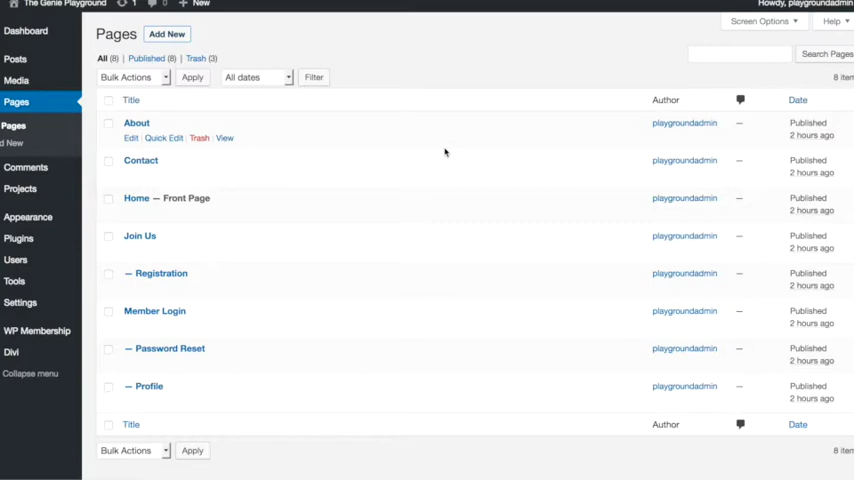 The Genie Playground 1 0 New Howdy, playgroundadmin
Dashboard
Posts
Media
Pages
Pages
d New
Comments
Projects
Appearance
Plugins
Users
Tools
Settings
WP Membership
Divi
Collapse menu
Screen Options Help
Pages Add New
All (8) | Published (8) | Trash (3)
Search Pages
Bulk Actions Apply All dates Filter 8 item
Title Author Date
About playgroundadmin — Published
Edit | Quick Edit | Trash | View 2 hours ago
Contact playgroundadmin — Published
2 hours ago
Home — Front Page playgroundadmin — Published
2 hours ago
Join Us playgroundadmin — Published
2 hours ago
— Registration playgroundadmin — Published
2 hours ago
Member Login playgroundadmin — Published
2 hours ago
— Password Reset playgroundadmin — Published
2 hours ago
— Profile playgroundadmin — Published
2 hours ago
Title Author Date
Bulk Actions Apply 8 item